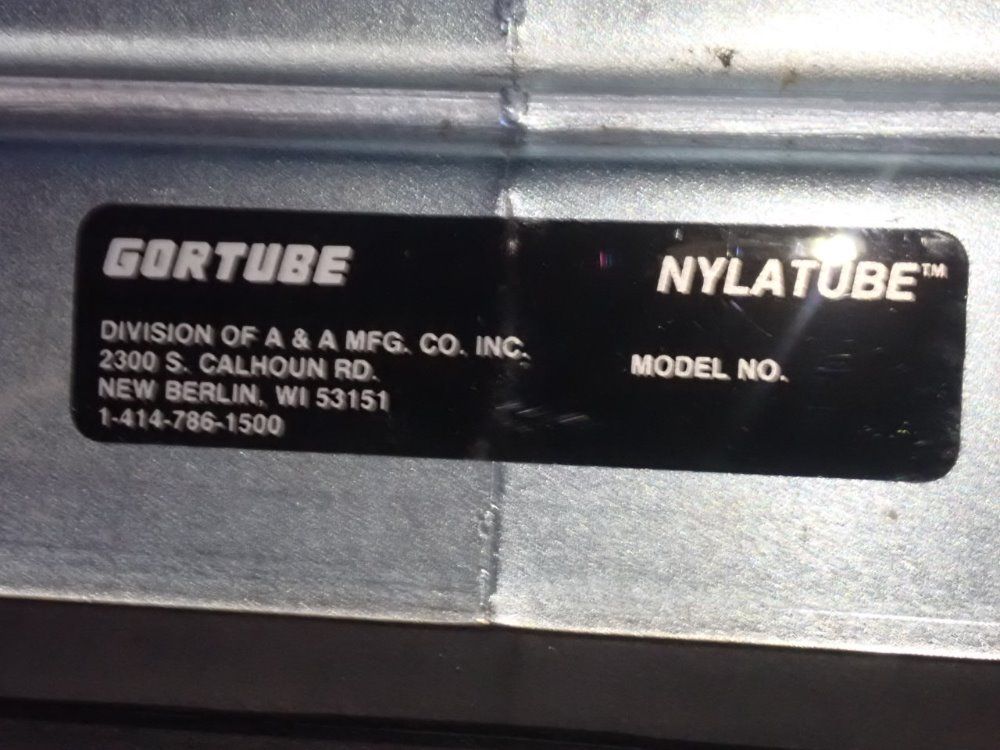 GORTUBE
DIVISION OF A & A MFG. CO. INC.
2300 S. CALHOUN RD.
NEW BERLIN, WI 53151
1-414-786-1500
NYLATUBE™
MODEL NO.